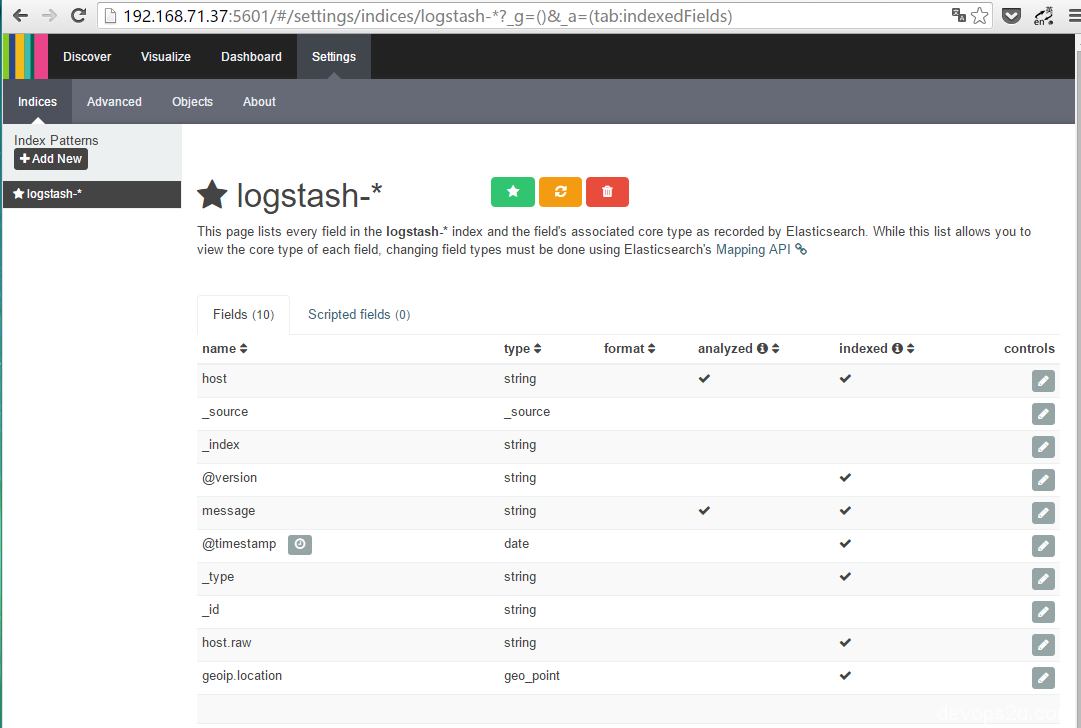 192.168.71.37:5601/#/settings/indices/logstash-*?_g=()&_a=(tab:indexedFields)
Discover Visualize Dashboard Settings
Indices Advanced Objects About
Index Patterns
Add New
logstash-*
logstash-*
This page lists every field in the logstash-* index and the field's associated core type as recorded by Elasticsearch. While this list allows you to
view the core type of each field, changing field types must be done using Elasticsearch's Mapping API
Fields (10) Scripted fields (0)
name type format analyzed indexed controls
host string
_source _source
_index string
@version string
message string
@timestamp date
_type string
_id string
host.raw string
geoip.location geo_point